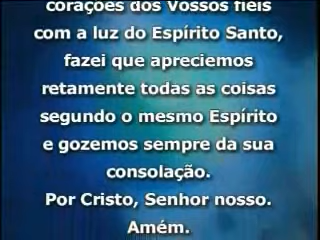 corações dos Vossos fiéis
com a luz do Espírito Santo,
fazei que apreciemos
retamente todas as coisas
segundo o mesmo Espírito
e gozemos sempre da sua
consolação.
Por Cristo, Senhor nosso.
Amém.